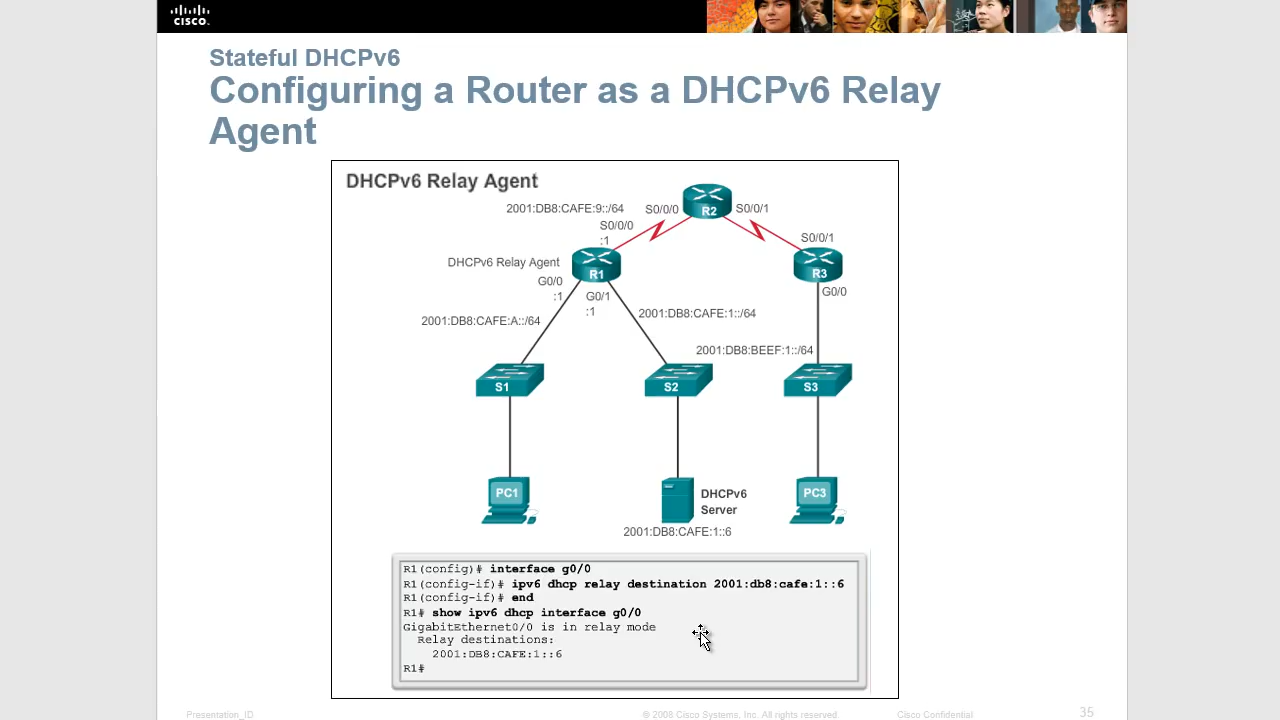 CISCO.
Stateful DHCPv6
Configuring a Router as a DHCPv6 Relay
Agent
DHCPv6 Relay Agent
2001:DB8:CAFE:9::/64
S0/0/0
R2
S0/0/1
S0/0/0
:1
S0/0/1
DHCPv6 Relay Agent
R1
R3
G0/0
:1
G0/1
:1
G0/0
2001:DB8:CAFE:A::/64
2001:DB8:CAFE:1::/64
2001:DB8:BEEF:1::/64
S1
S2
S3
PC1
DHCPv6
Server
PC3
2001:DB8:CAFE:1::6
R1(config)# interface g0/0
R1(config-if)# ipv6 dhcp relay destination 2001:db8:cafe:1::6
R1(config-if)# end
R1# show ipv6 dhcp interface g0/0
GigabitEthernet0/0 is in relay mode
Relay destinations:
2001:DB8:CAFE:1::6
R1#
Presentation_ID
© 2008 Cisco Systems, Inc. All rights reserved.
Cisco Confidential
35